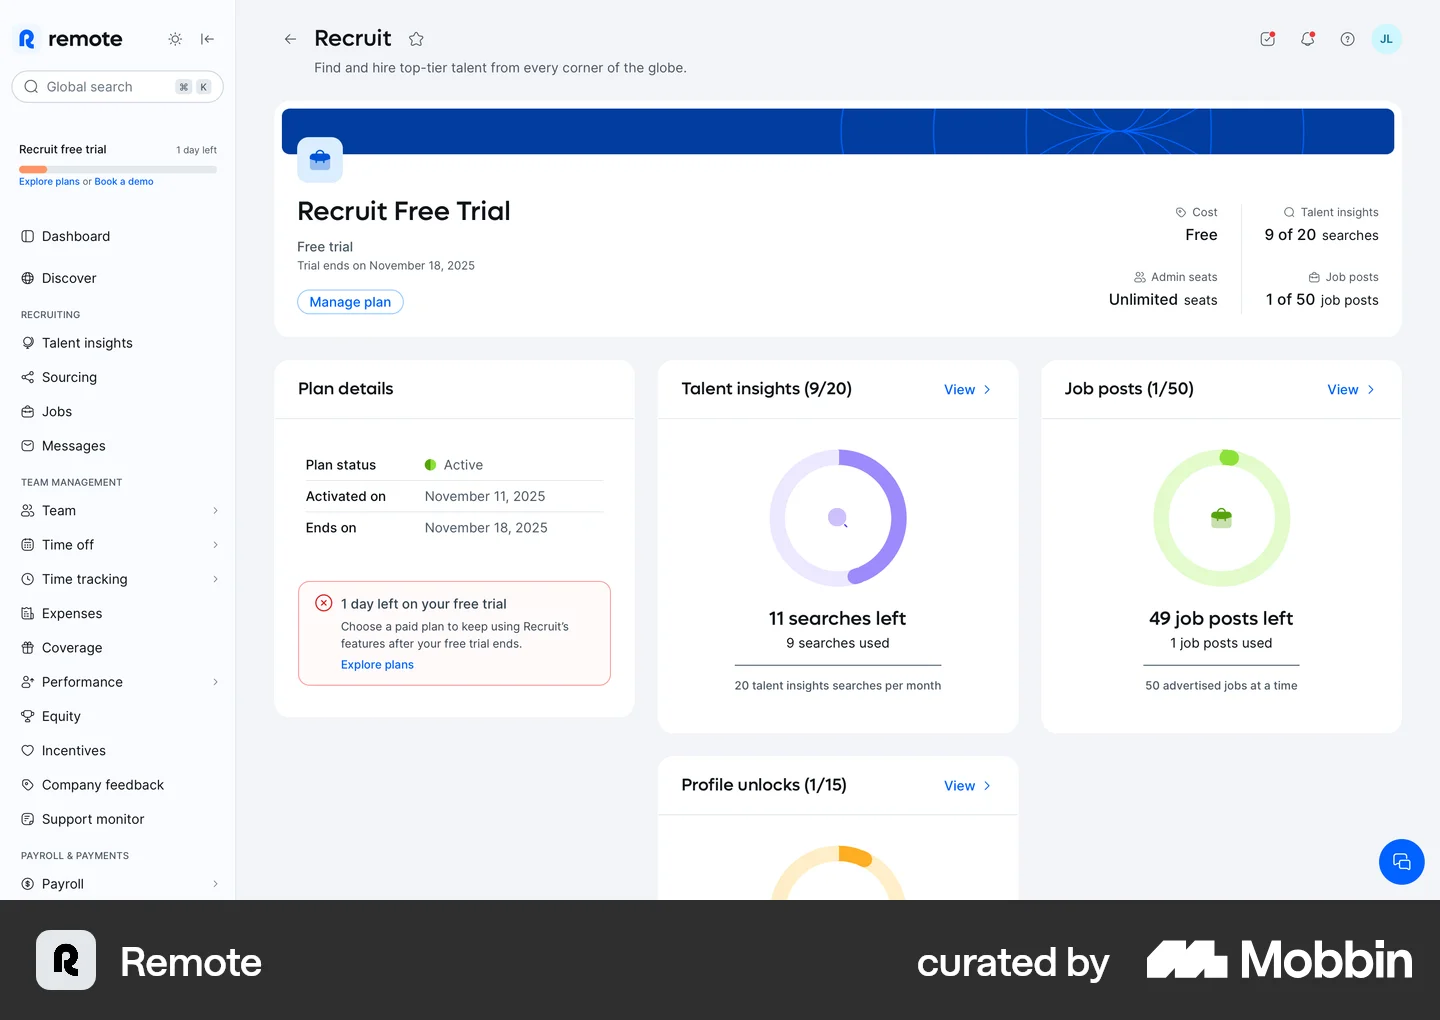 remote
Global search
⌘ K
Recruit free trial
1 day left
Explore plans or Book a demo
Dashboard
Discover
RECRUITING
Talent insights
Sourcing
Jobs
Messages
TEAM MANAGEMENT
Team
Time off
Time tracking
Expenses
Coverage
Performance
Equity
Incentives
Company feedback
Support monitor
PAYROLL & PAYMENTS
Payroll
Recruit
Find and hire top-tier talent from every corner of the globe.
JL
Recruit Free Trial
Free trial
Trial ends on November 18, 2025
Manage plan
Cost
Free
Talent insights
9 of 20 searches
Admin seats
Unlimited seats
Job posts
1 of 50 job posts
Plan details
Plan status
Active
Activated on
November 11, 2025
Ends on
November 18, 2025
1 day left on your free trial
Choose a paid plan to keep using Recruit's
features after your free trial ends.
Explore plans
Talent insights (9/20)
View
11 searches left
9 searches used
20 talent insights searches per month
Job posts (1/50)
View
49 job posts left
1 job posts used
50 advertised jobs at a time
Profile unlocks (1/15)
View
Remote
curated by
Mobbin